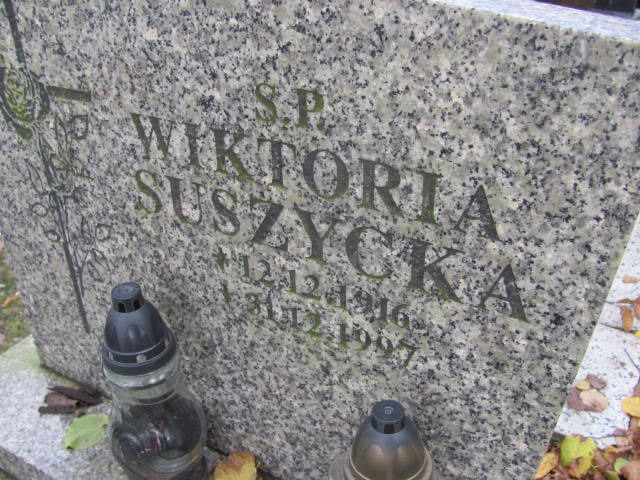 S.P.
WIKTORIA
SUSZYCKA
* 12.12.1916
† 31.12.1997